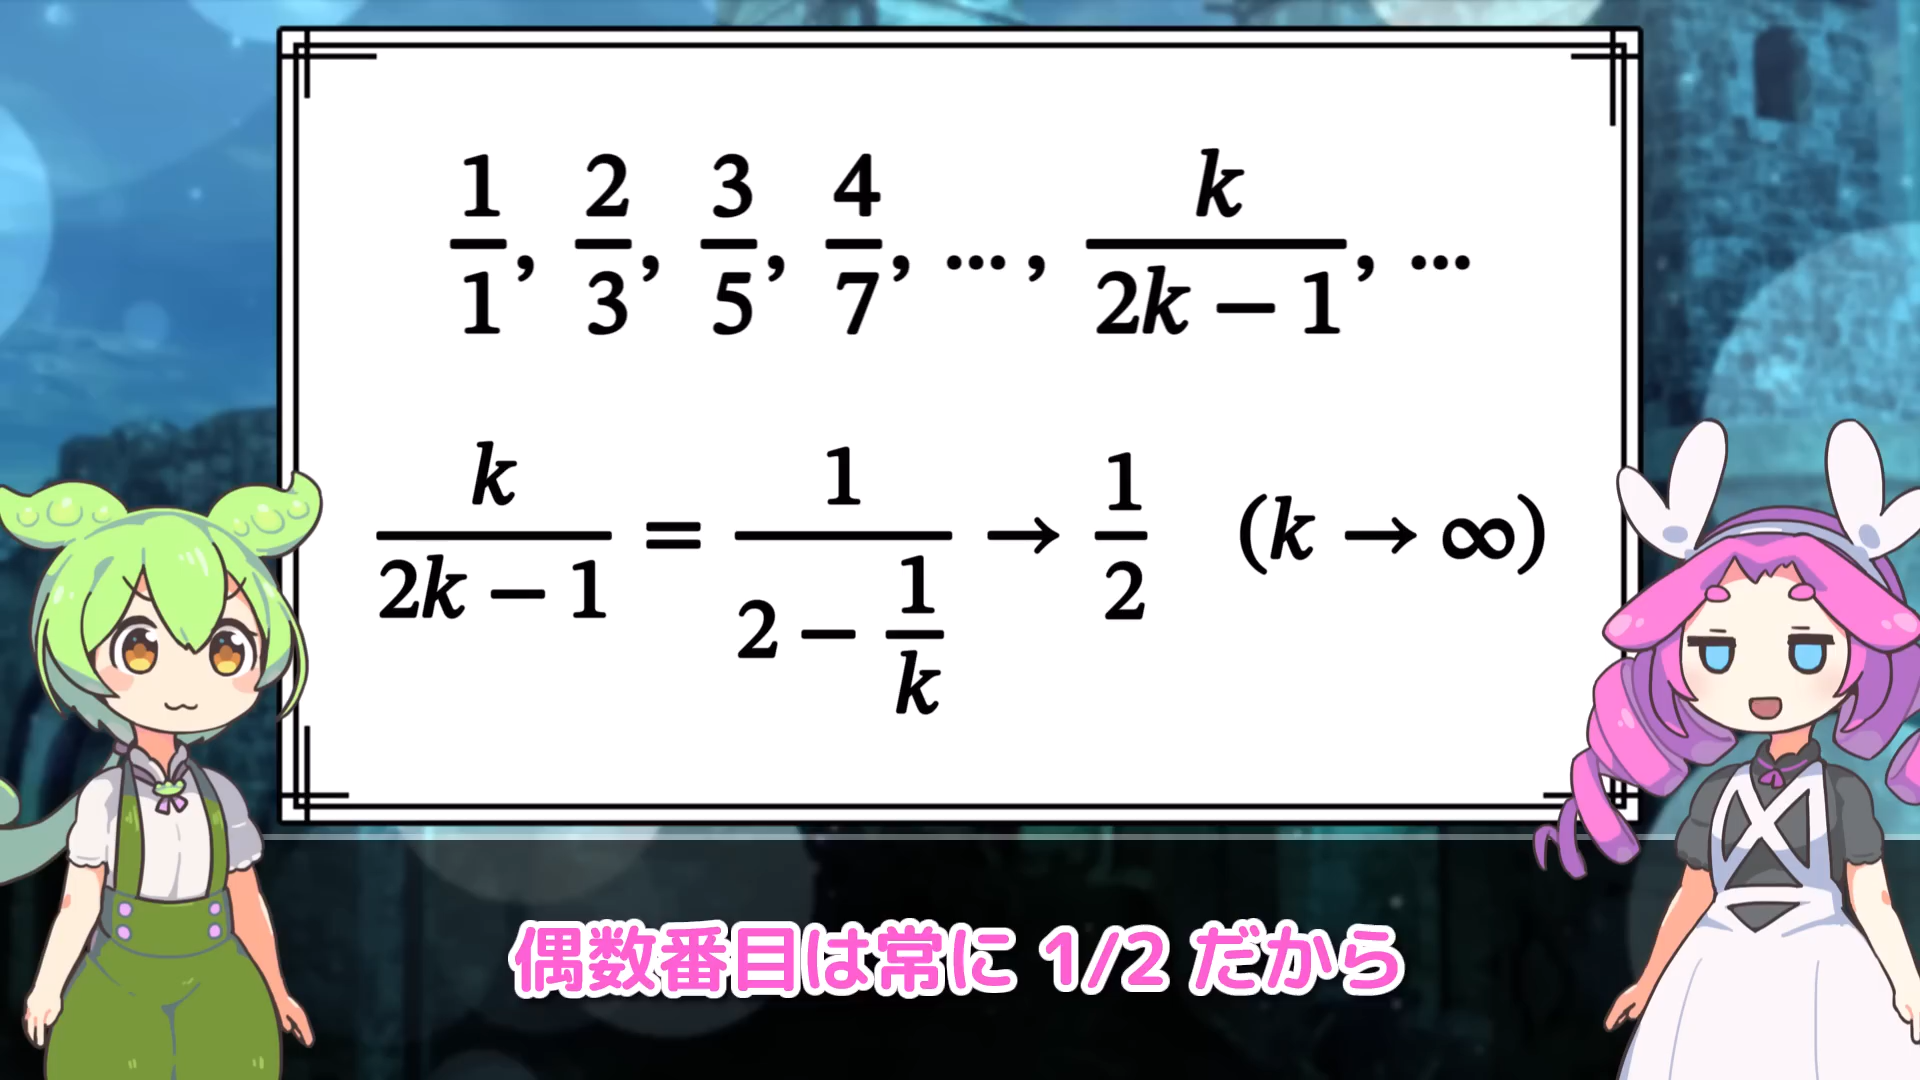 1/1, 2/3, 3/5, 4/7, …, k/(2k − 1), …
k/(2k − 1) = 1/(2 − 1/k) → 1/2 (k → ∞)
偶数番目は常に 1/2 だから